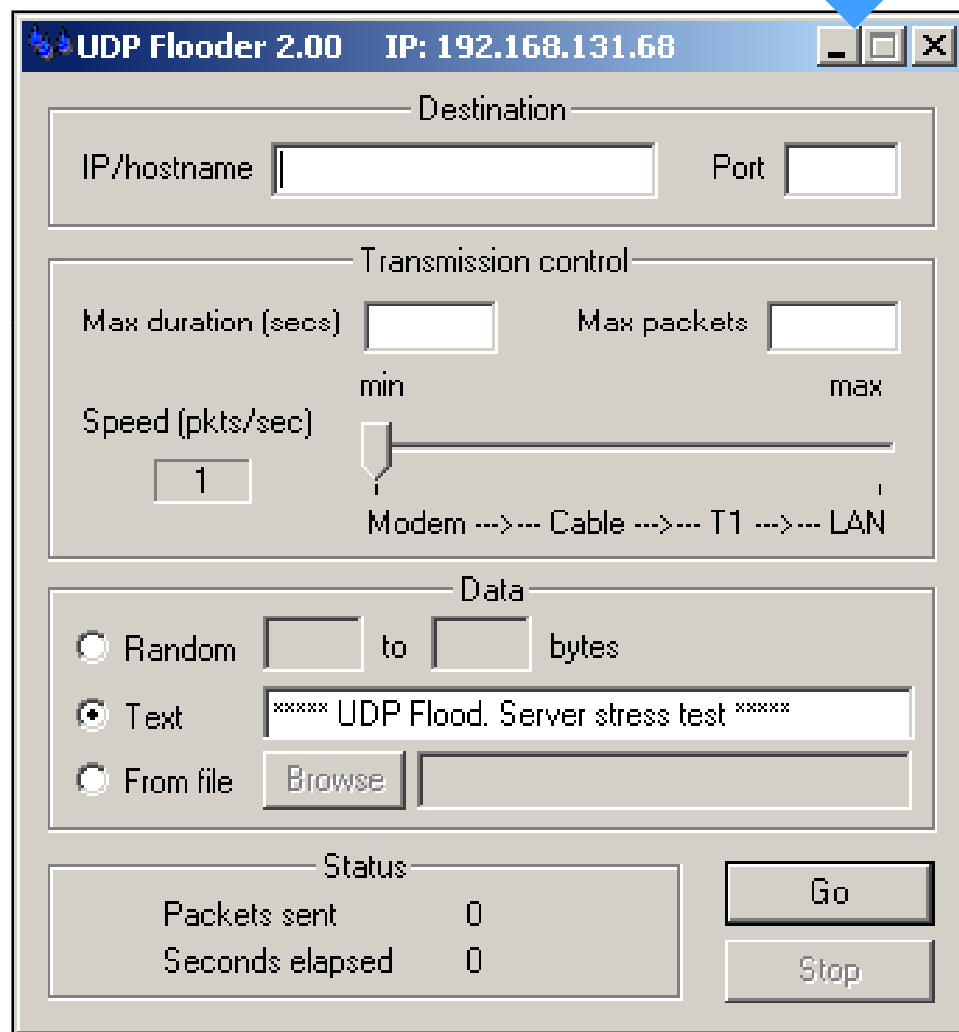 UDP Flooder 2.00 IP: 192.168.131.68
Destination
IP/hostname Port
Transmission control
Max duration (secs) Max packets
min max
Speed (pkts/sec)
1
Modem --->--- Cable --->--- T1 --->--- LAN
Data
Random to bytes
Text ***** UDP Flood. Server stress test *****
From file Browse
Status
Packets sent 0
Seconds elapsed 0
Go
Stop